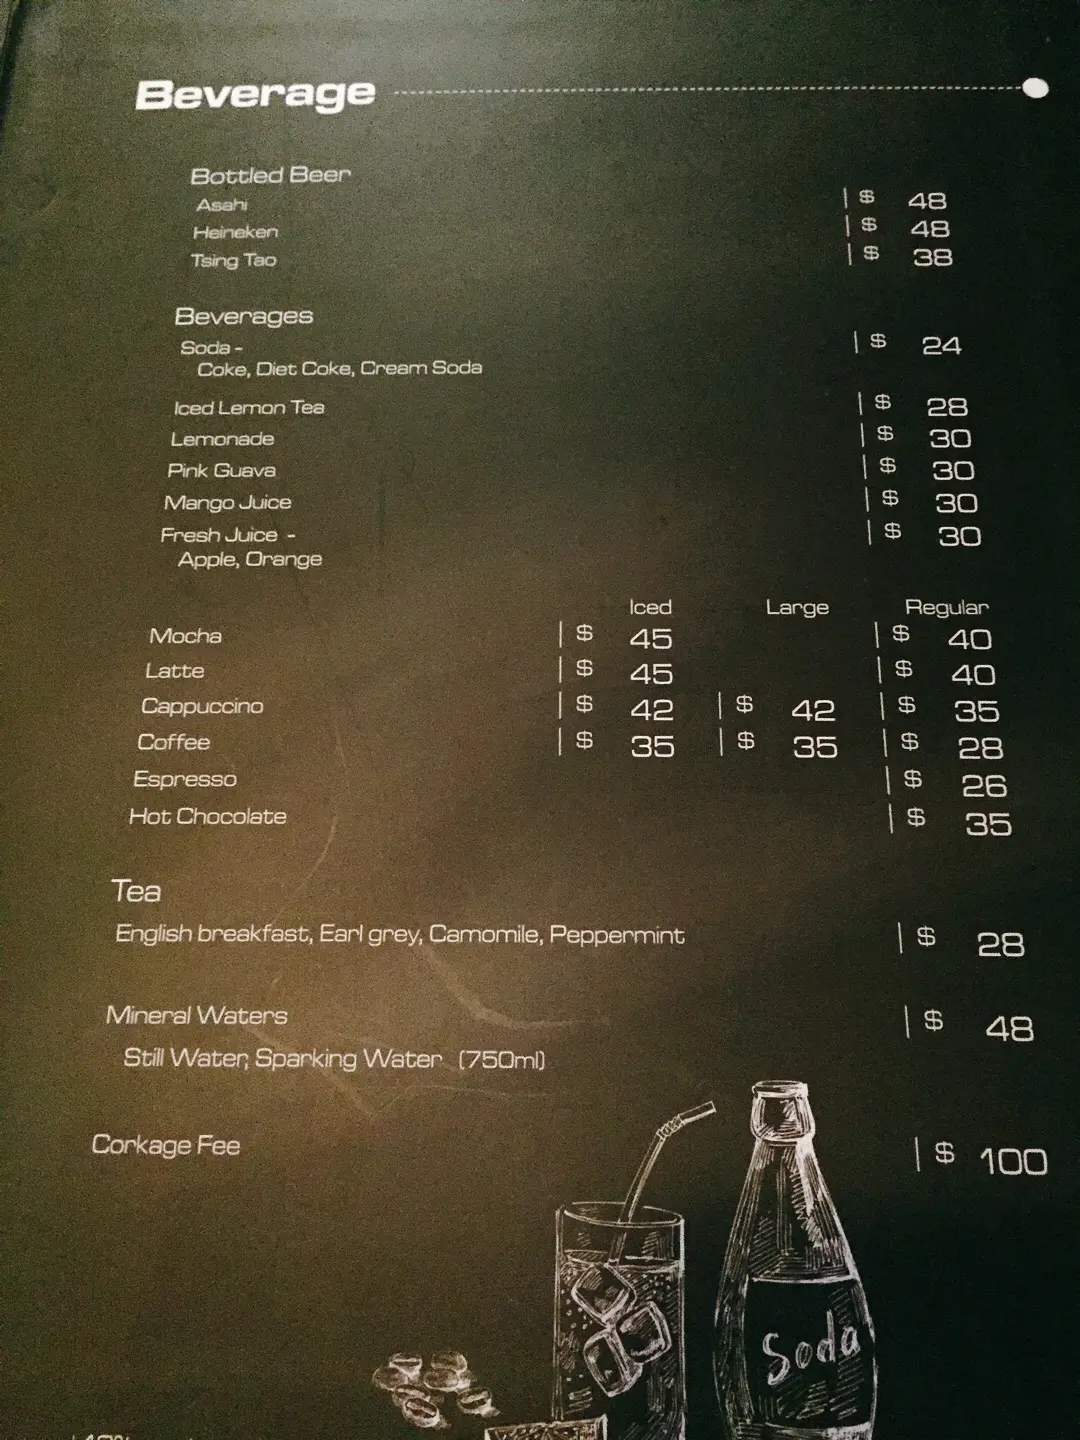 Beverage
Bottled Beer
Asahi | $ 48
Heineken | $ 48
Tsing Tao | $ 38
Beverages
Soda - | $ 24
Coke, Diet Coke, Cream Soda
Iced Lemon Tea | $ 28
Lemonade | $ 30
Pink Guava | $ 30
Mango Juice | $ 30
Fresh Juice - | $ 30
Apple, Orange
Iced Large Regular
Mocha | $ 45 | $ 40
Latte | $ 45 | $ 40
Cappuccino | $ 42 | $ 42 | $ 35
Coffee | $ 35 | $ 35 | $ 28
Espresso | $ 26
Hot Chocolate | $ 35
Tea
English breakfast, Earl grey, Camomile, Peppermint | $ 28
Mineral Waters | $ 48
Still Water, Sparking Water (750ml)
Corkage Fee | $ 100
Soda